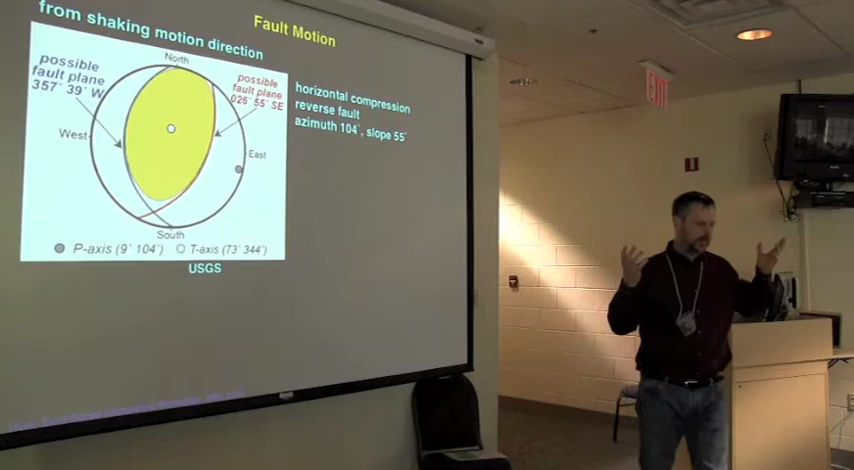 from shaking motion direction
Fault Motion
possible
fault plane
357° 39° W
North
possible
fault plane
026° 55° SE
horizontal compression
reverse fault
azimuth 104°, slope 55°
West
East
South
P-axis (9° 104°)
T-axis (73° 344°)
USGS
EXIT